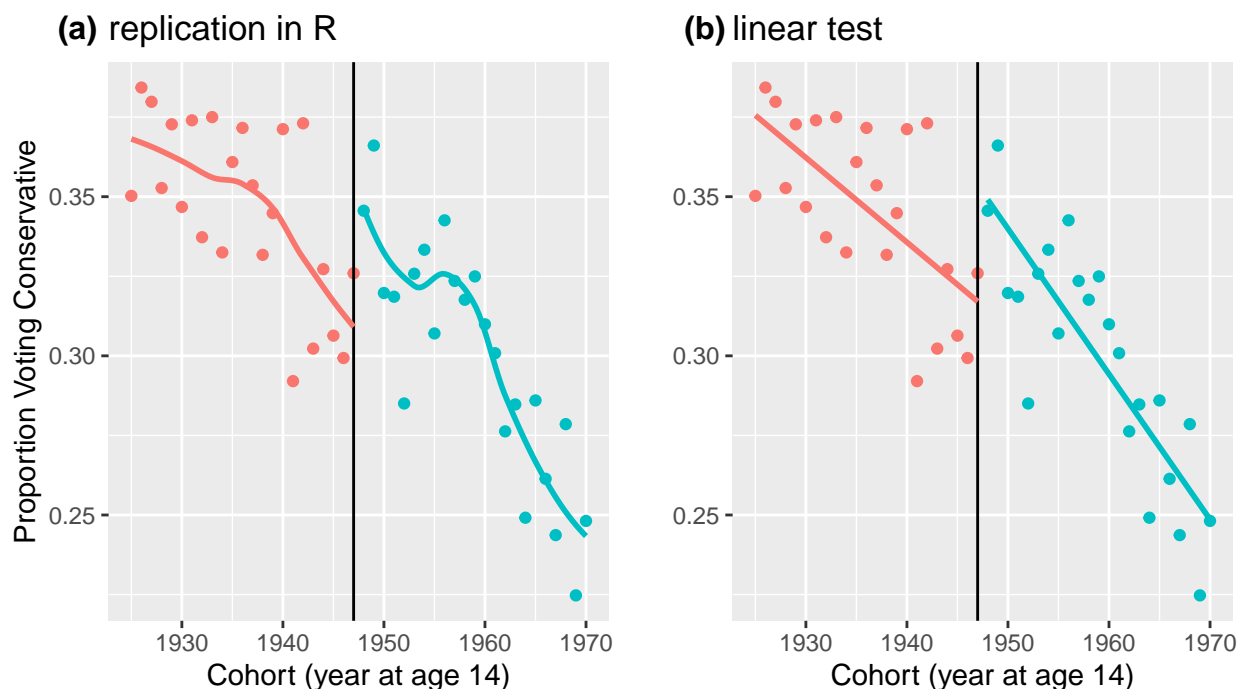 (a) replication in R
(b) linear test
Proportion Voting Conservative
0.35
0.30
0.25
1930 1940 1950 1960 1970
Cohort (year at age 14)
0.35
0.30
0.25
1930 1940 1950 1960 1970
Cohort (year at age 14)